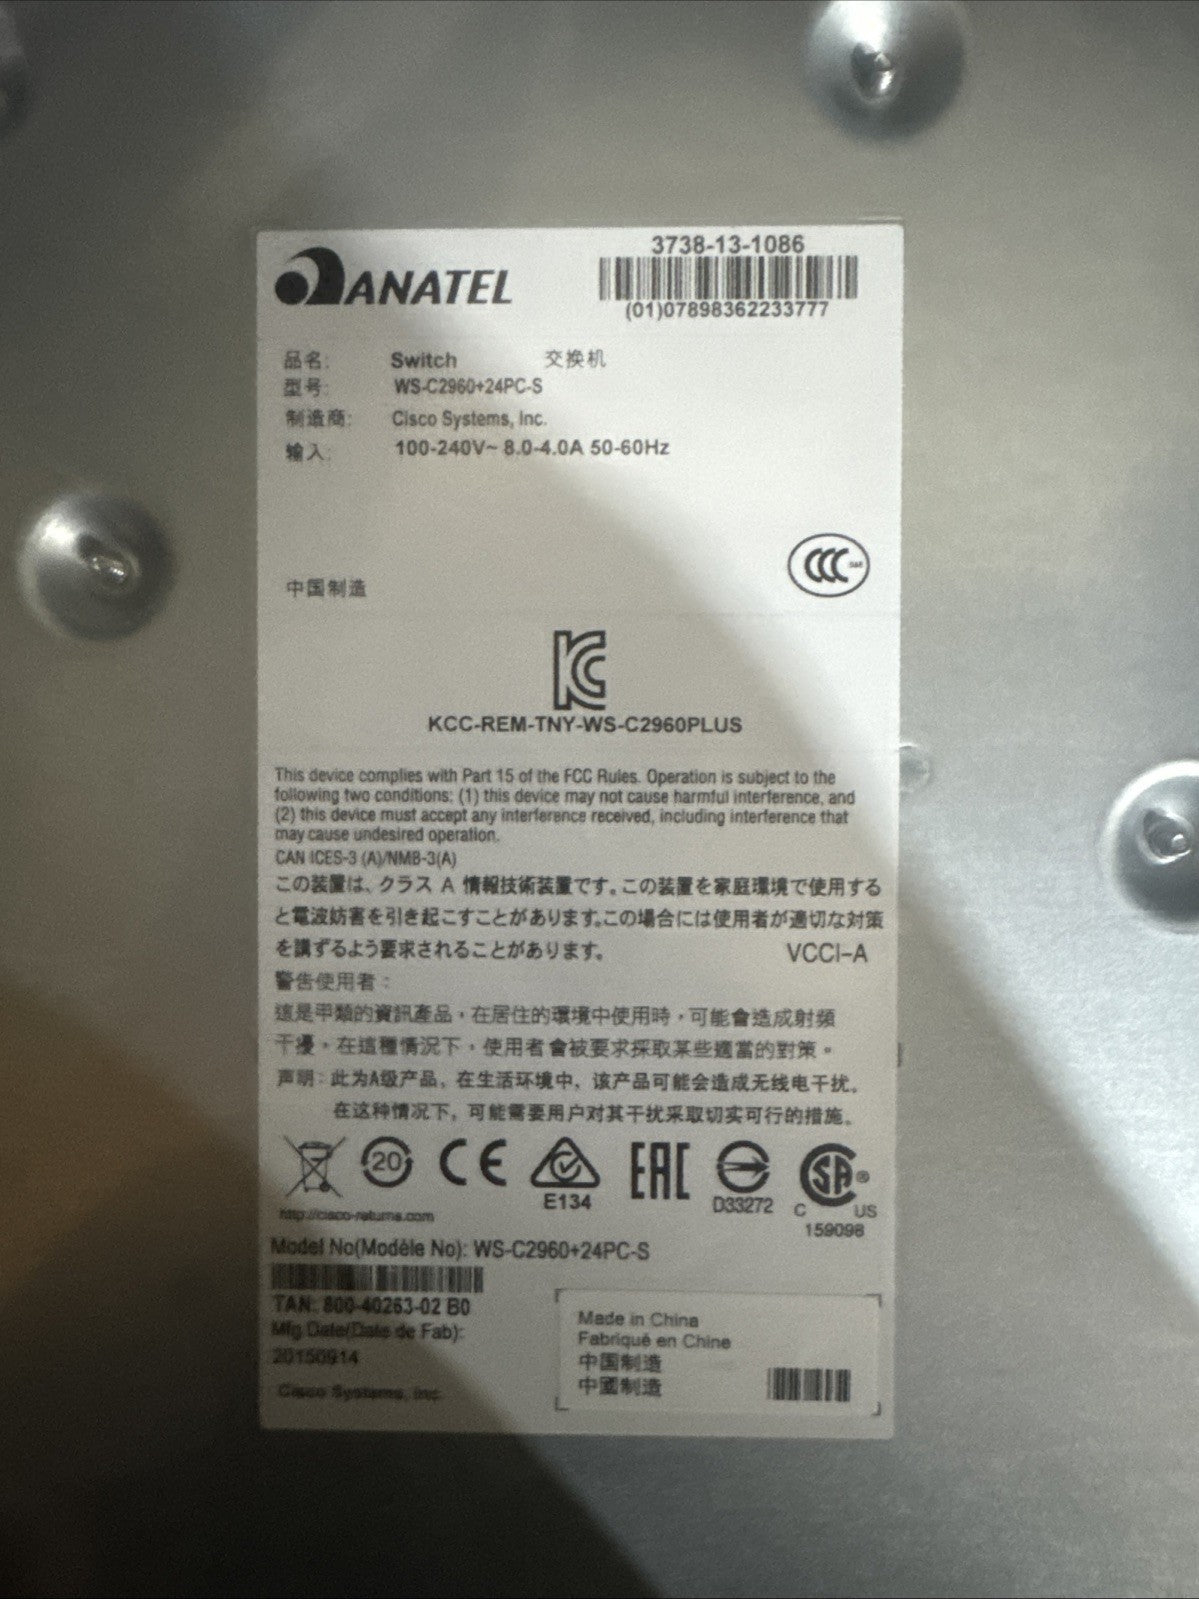 ANATEL
3738-13-1086
(01)07898362233777
品名: Switch 交换机
型号: WS-C2960+24PC-S
制造商: Cisco Systems, Inc.
输入: 100-240V~ 8.0-4.0A 50-60Hz
中国制造
CCC
KC
KCC-REM-TNY-WS-C2960PLUS
This device complies with Part 15 of the FCC Rules. Operation is subject to the
following two conditions: (1) this device may not cause harmful interference, and
(2) this device must accept any interference received, including interference that
may cause undesired operation.
CAN ICES-3 (A)/NMB-3(A)
この装置は、クラス A 情報技術装置です。この装置を家庭環境で使用する
と電波妨害を引き起こすことがあります。この場合には使用者が適切な対策
を講ずるよう要求されることがあります。 VCCI-A
警告使用者：
這是甲類的資訊產品，在居住的環境中使用時，可能會造成射頻
干擾，在這種情況下，使用者會被要求採取某些適當的對策。
声明：此为A级产品，在生活环境中，该产品可能会造成无线电干扰。
在这种情况下，可能需要用户对其干扰采取切实可行的措施。
20 CE EAC SA®
E134 D33272 C US
http://cisco-returns.com 159098
Model No(Modèle No): WS-C2960+24PC-S
TAN: 800-40263-02 B0
Mfg Date(Date de Fab):
20150914
Cisco Systems, Inc.
Made in China
Fabriqué en Chine
中国制造
中國制造